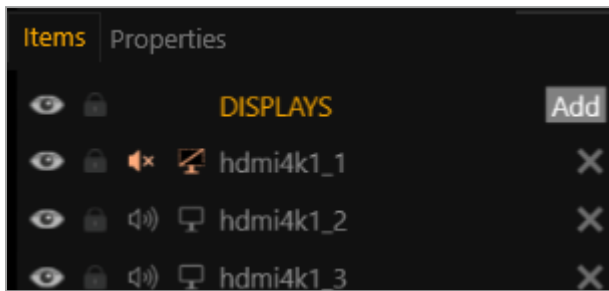 Items Properties
DISPLAYS Add
hdmi4k1_1
hdmi4k1_2
hdmi4k1_3